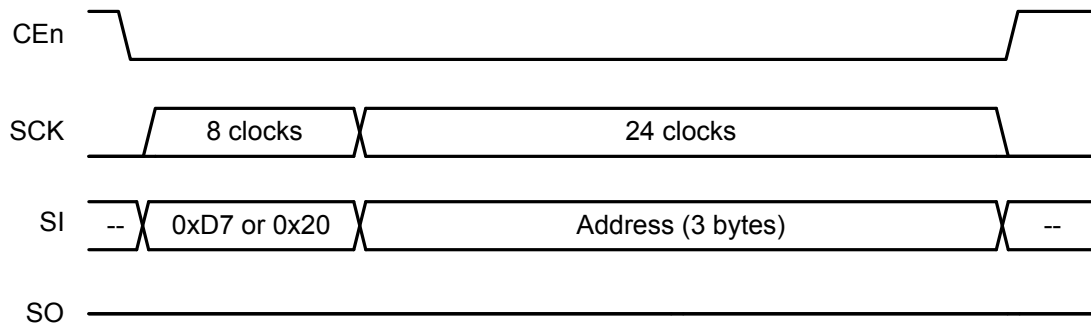 CEn
SCK 8 clocks 24 clocks
SI -- 0xD7 or 0x20 Address (3 bytes) --
SO